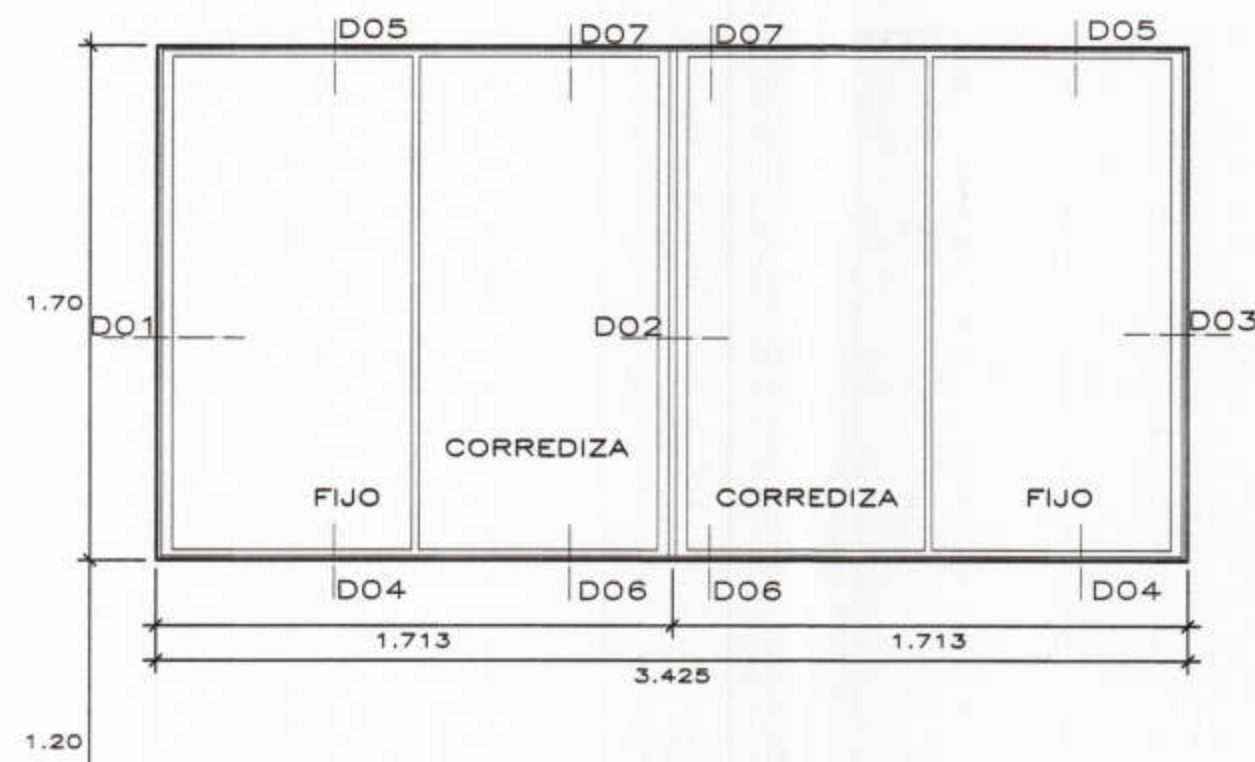 D05 D07 D07 D05
1.70
D01 D02 D03
CORREDIZA
FIJO CORREDIZA FIJO
D04 D06 D06 D04
1.713 1.713
3.425
1.20